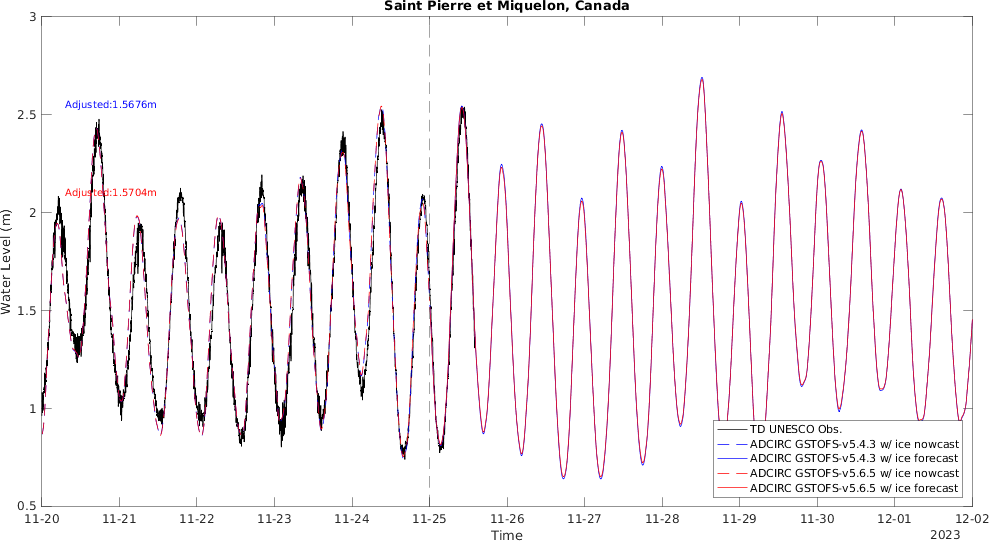 Saint Pierre et Miquelon, Canada
3
2.5
2
1.5
1
0.5
Water Level (m)
Adjusted:1.5676m
Adjusted:1.5704m
TD UNESCO Obs.
ADCIRC GSTOFS-v5.4.3 w/ ice nowcast
ADCIRC GSTOFS-v5.4.3 w/ ice forecast
ADCIRC GSTOFS-v5.6.5 w/ ice nowcast
ADCIRC GSTOFS-v5.6.5 w/ ice forecast
11-20 11-21 11-22 11-23 11-24 11-25 11-26 11-27 11-28 11-29 11-30 12-01 12-02
Time
2023